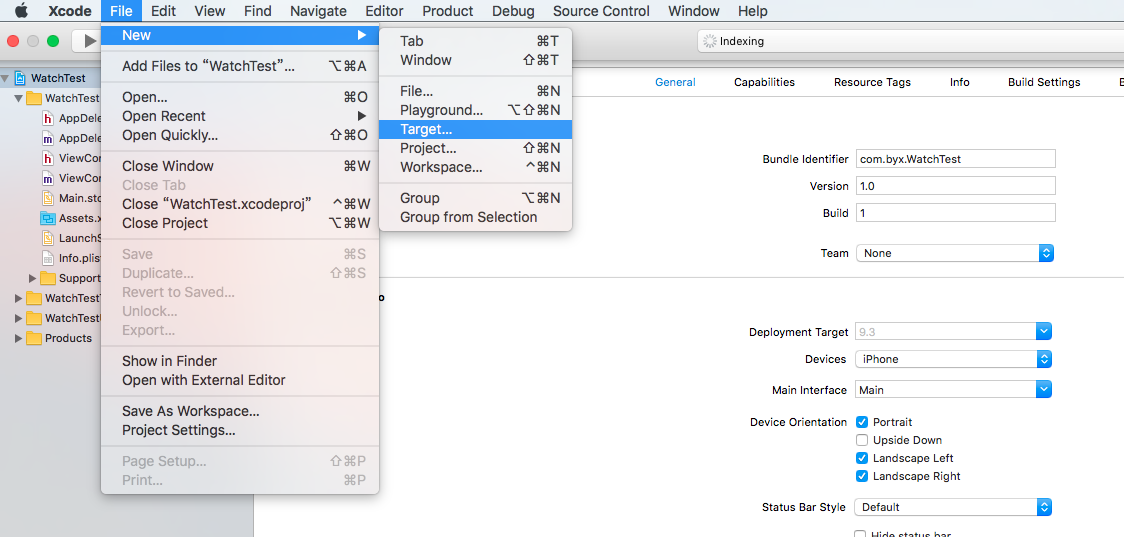 Xcode File Edit View Find Navigate Editor Product Debug Source Control Window Help
Indexing
New
Add Files to “WatchTest”... ⌥⌘A
Open... ⌘O
Open Recent
Open Quickly... ⇧⌘O
Close Window ⌘W
Close Tab
Close “WatchTest.xcodeproj” ^⌘W
Close Project ⌥⌘W
Save ⌘S
Duplicate... ⇧⌘S
Revert to Saved...
Unlock...
Export...
Show in Finder
Open with External Editor
Save As Workspace...
Project Settings...
Page Setup... ⇧⌘P
Print... ⌘P
Tab ⌘T
Window ⇧⌘T
File... ⌘N
Playground... ⌥⇧⌘N
Target...
Project... ⇧⌘N
Workspace... ^⌘N
Group ⌥⌘N
Group from Selection
WatchTest
WatchTest
AppDele
AppDele
ViewCon
ViewCon
Main.sto
Assets.x
LaunchS
Info.plis
Support
WatchTest
WatchTestU
Products
General Capabilities Resource Tags Info Build Settings B
Bundle Identifier com.byx.WatchTest
Version 1.0
Build 1
Team None
o
Deployment Target 9.3
Devices iPhone
Main Interface Main
Device Orientation Portrait
Upside Down
Landscape Left
Landscape Right
Status Bar Style Default
Hide status bar